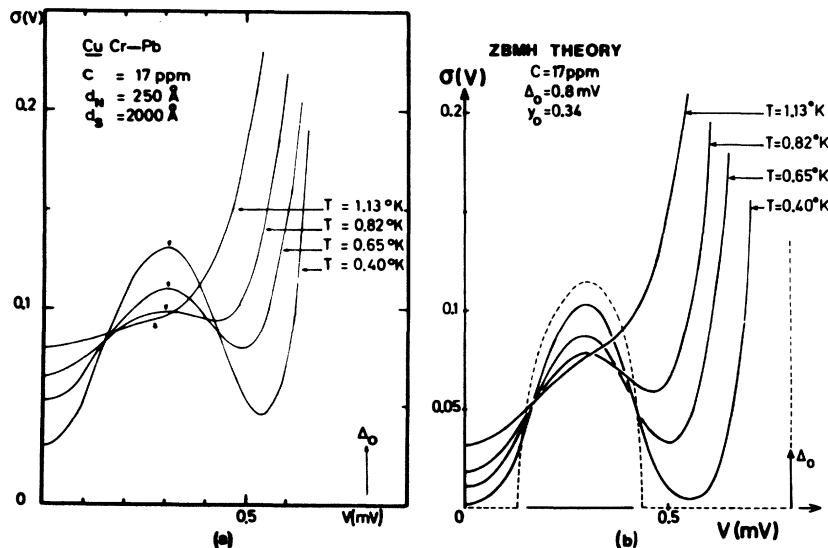 σ(V)
Cu Cr—Pb
C = 17 ppm
d_N = 250 Å
d_S = 2000 Å
0.2
T = 1.13 °K
T = 0.82 °K
T = 0.65 °K
T = 0.40 °K
0.1
Δ₀
0
0.5
V(mV)
(a)
ZBMH THEORY
σ(V)
C=17ppm
Δ₀=0.8mV
y₀=0.34
0.2
T=1.13°K
T=0.82°K
T=0.65°K
T=0.40°K
0.1
0.05
Δ₀
0
0.5
V(mV)
(b)